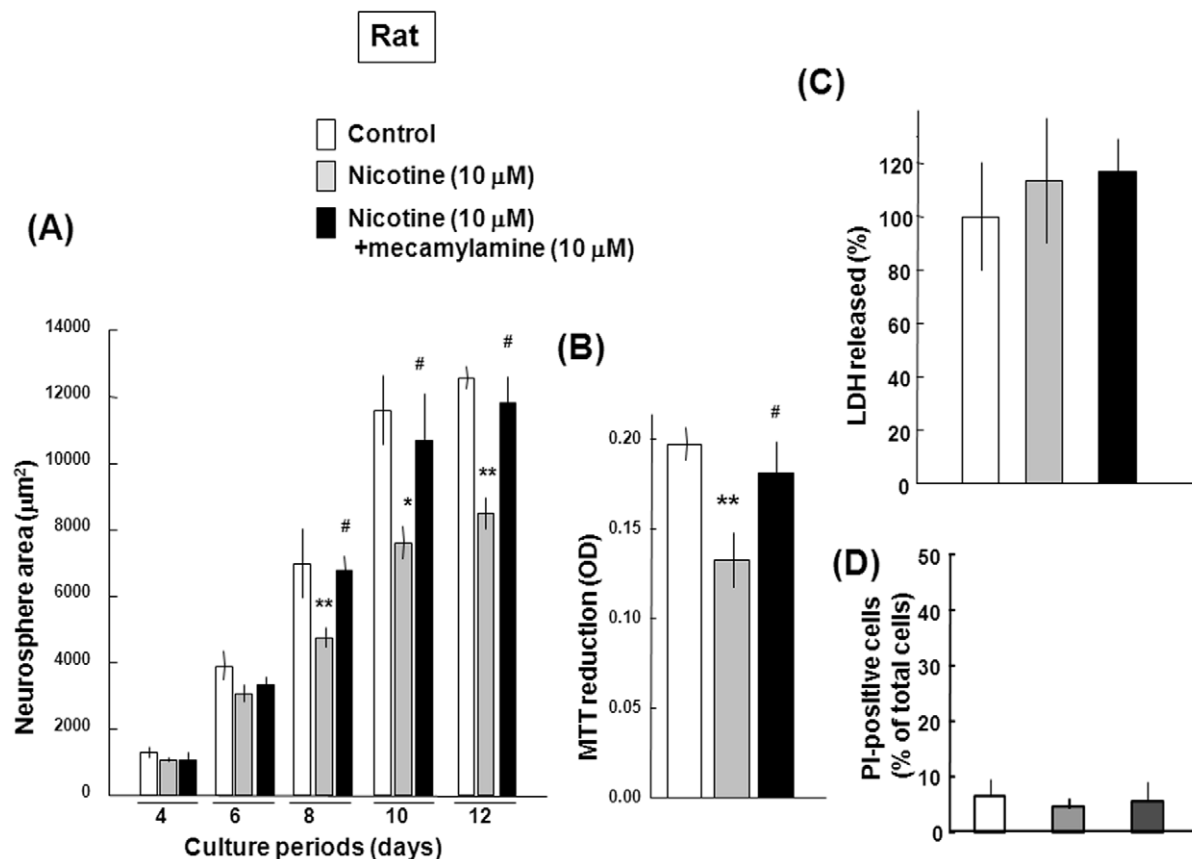 Rat
Control
Nicotine (10 μM)
Nicotine (10 μM)
+mecamylamine (10 μM)
(A)
14000
12000
10000
8000
6000
4000
2000
0
Neurosphere area (μm²)
**
#
*
#
**
#
4 6 8 10 12
Culture periods (days)
(B)
0.20
0.15
0.10
0.05
0.00
MTT reduction (OD)
**
#
(C)
120
100
80
60
40
20
0
LDH released (%)
(D)
50
40
30
20
10
0
PI-positive cells
(% of total cells)